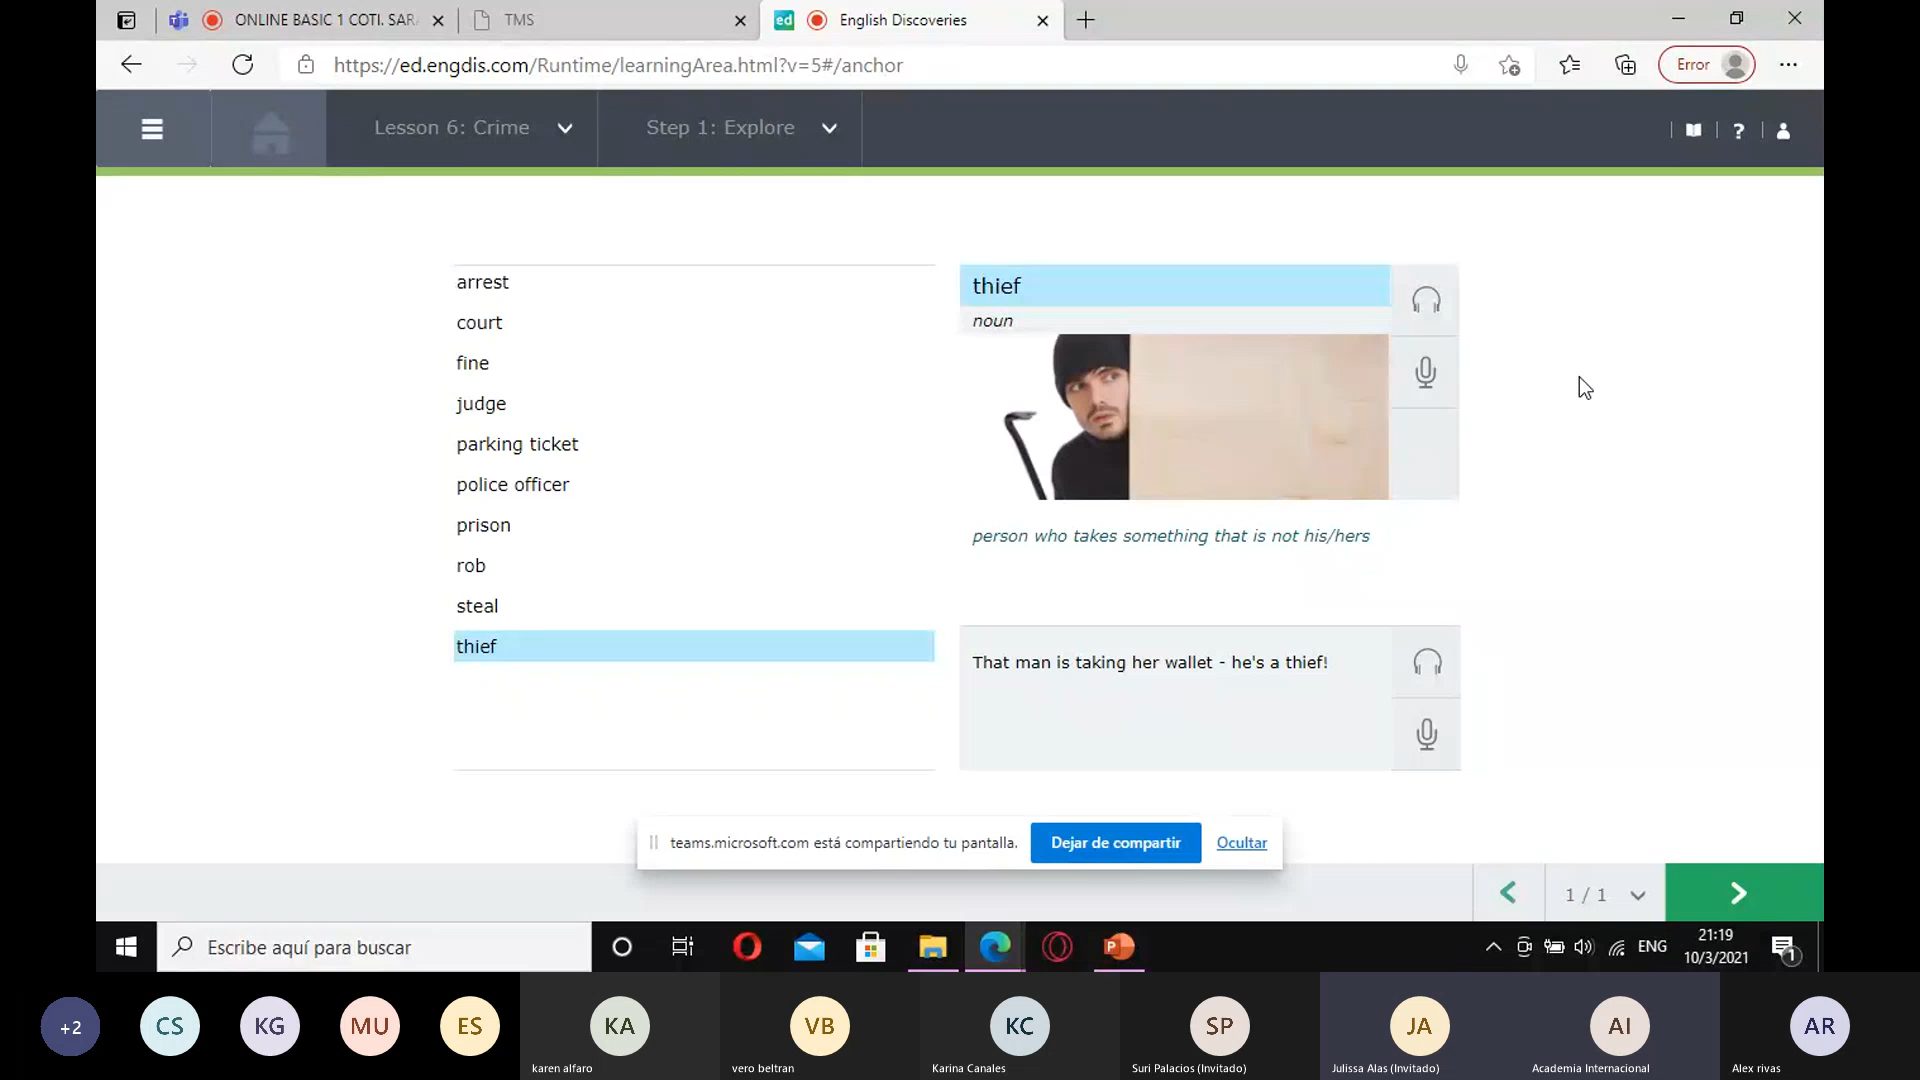 ONLINE BASIC 1 COTI. SARA
TMS
ed
English Discoveries
https://ed.engdis.com/Runtime/learningArea.html?v=5#/anchor
Error
Lesson 6: Crime
Step 1: Explore
?
arrest
court
fine
judge
parking ticket
police officer
prison
rob
steal
thief
thief
noun
person who takes something that is not his/hers
That man is taking her wallet - he's a thief!
teams.microsoft.com está compartiendo tu pantalla.
Dejar de compartir
Ocultar
1 / 1
Escribe aquí para buscar
ENG
21:19
10/3/2021
1
+2
CS
KG
MU
ES
KA
karen alfaro
VB
vero beltran
KC
Karina Canales
SP
Suri Palacios (Invitado)
JA
Julissa Alas (Invitado)
AI
Academia Internacional
AR
Alex rivas